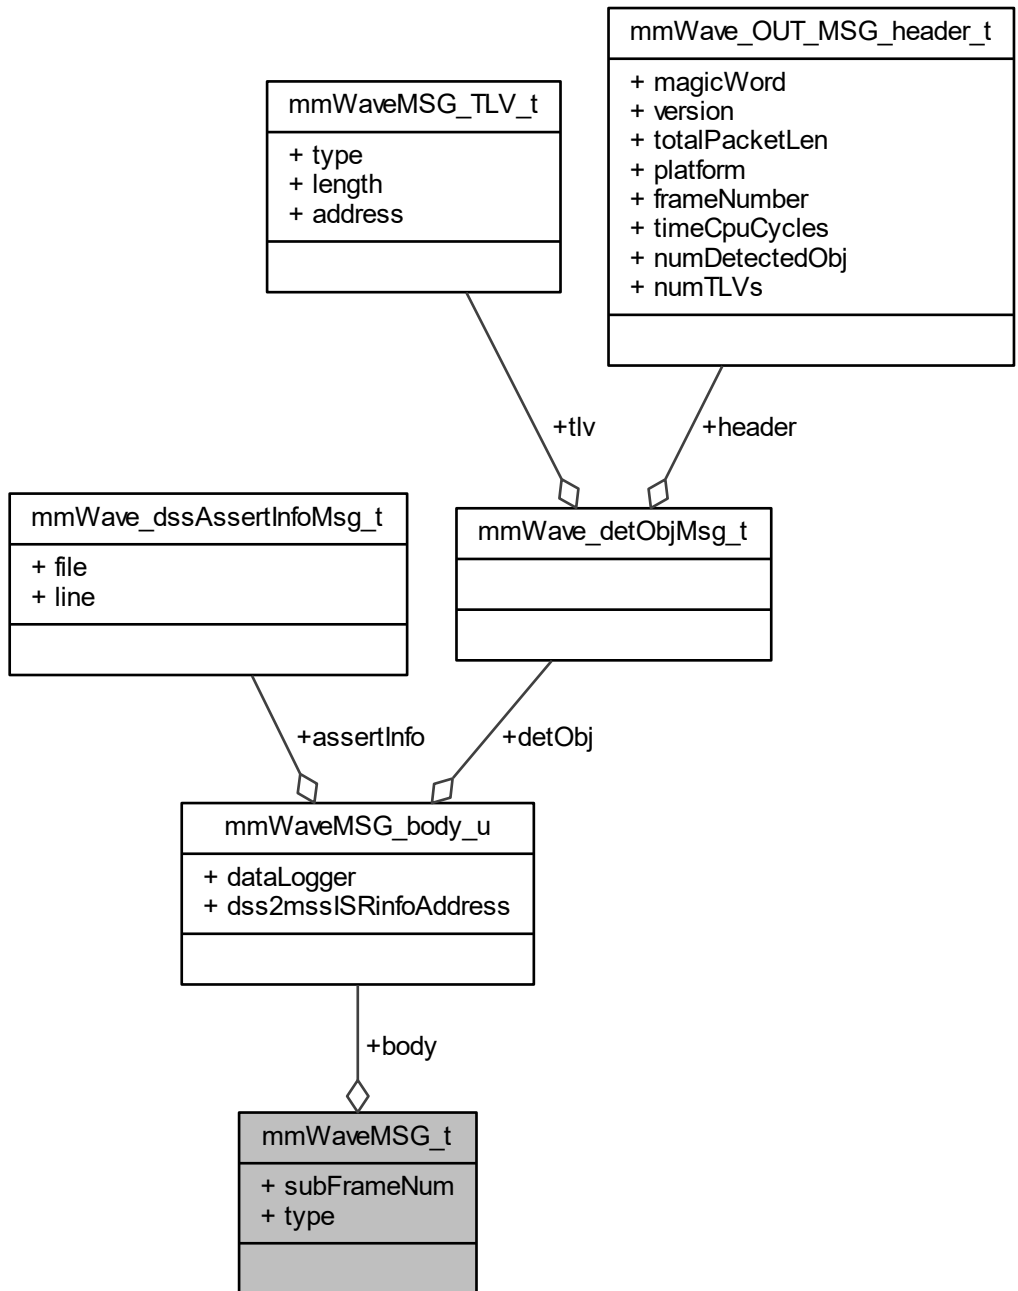 mmWave_OUT_MSG_header_t
+ magicWord
+ version
+ totalPacketLen
+ platform
+ frameNumber
+ timeCpuCycles
+ numDetectedObj
+ numTLVs
mmWaveMSG_TLV_t
+ type
+ length
+ address
+tlv
+header
mmWave_dssAssertInfoMsg_t
+ file
+ line
mmWave_detObjMsg_t
+assertInfo
+detObj
mmWaveMSG_body_u
+ dataLogger
+ dss2mssISRinfoAddress
+body
mmWaveMSG_t
+ subFrameNum
+ type